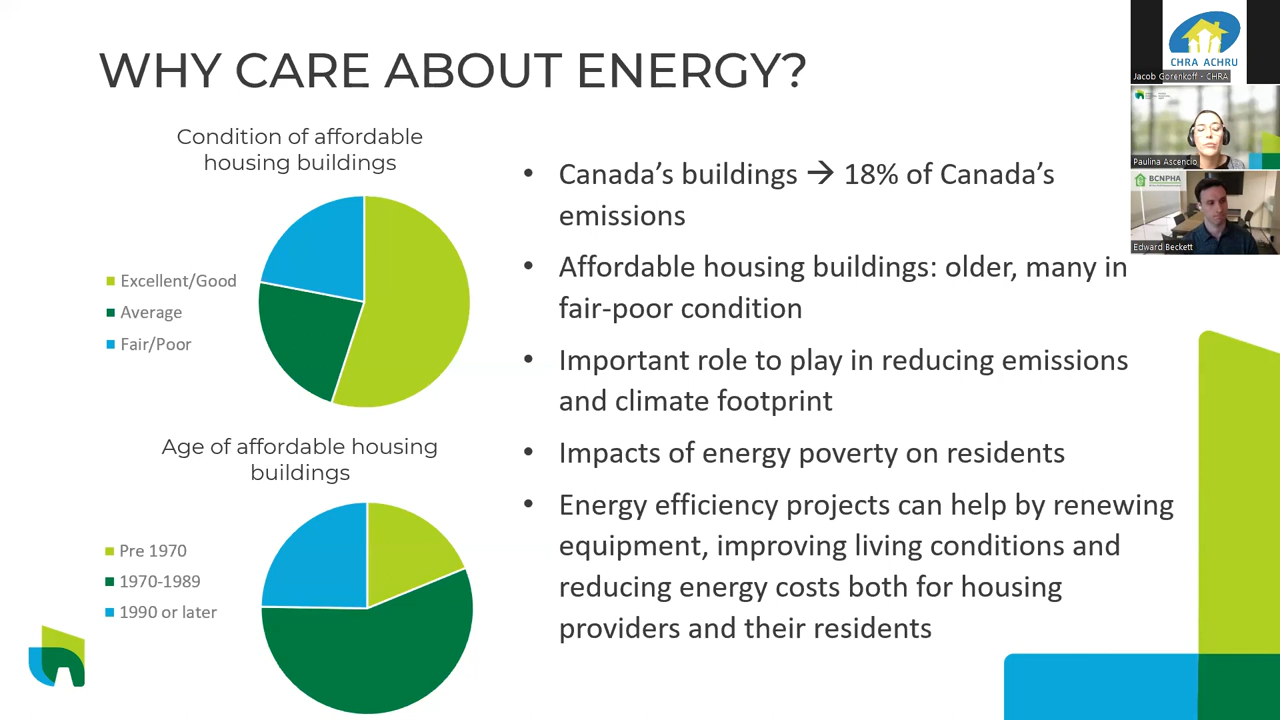 WHY CARE ABOUT ENERGY?
Condition of affordable
housing buildings
Excellent/Good
Average
Fair/Poor
Age of affordable housing
buildings
Pre 1970
1970-1989
1990 or later
• Canada’s buildings → 18% of Canada’s
emissions
• Affordable housing buildings: older, many in
fair-poor condition
• Important role to play in reducing emissions
and climate footprint
• Impacts of energy poverty on residents
• Energy efficiency projects can help by renewing
equipment, improving living conditions and
reducing energy costs both for housing
providers and their residents
CHRA ACHRU
Jacob Gorenkoff - CHRA
Paulina Ascencio
BCNPHA
Edward Beckett